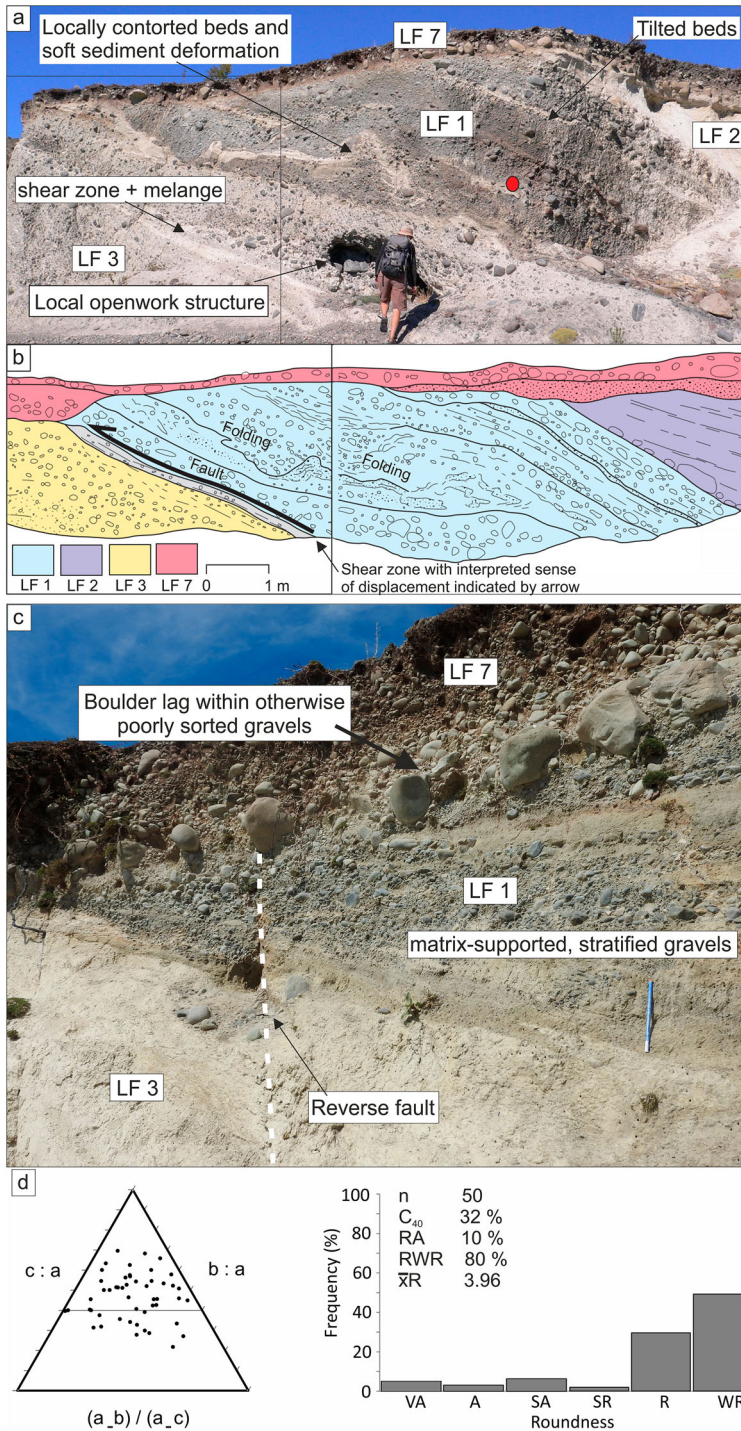 a
Locally contorted beds and
soft sediment deformation
LF 7
Tilted beds
LF 1
LF 2
shear zone + melange
LF 3
Local openwork structure
b
Folding
Fault
Folding
LF 1
LF 2
LF 3
LF 7
0
1 m
Shear zone with interpreted sense
of displacement indicated by arrow
c
LF 7
Boulder lag within otherwise
poorly sorted gravels
LF 1
matrix-supported, stratified gravels
LF 3
Reverse fault
d
c : a
b : a
(a_b) / (a_c)
n 50
C40 32 %
RA 10 %
RWR 80 %
x̅R 3.96
Frequency (%)
100
80
60
40
20
0
VA A SA SR R WR
Roundness